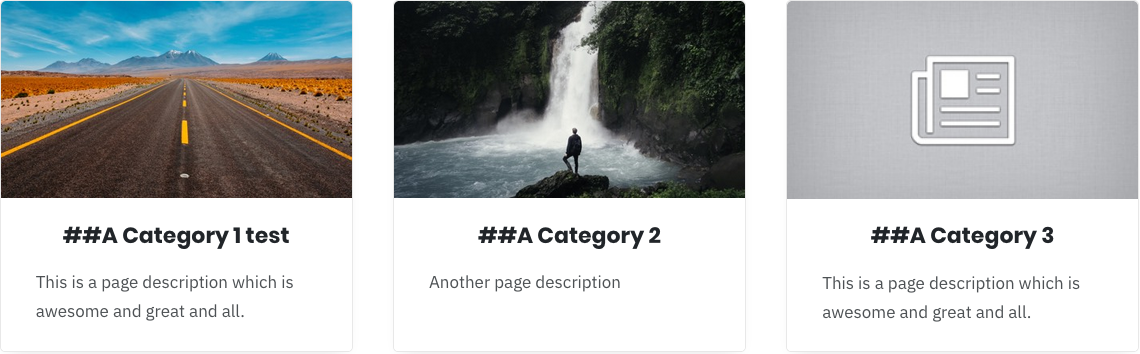 ##A Category 1 test
This is a page description which is
awesome and great and all.
##A Category 2
Another page description
##A Category 3
This is a page description which is
awesome and great and all.